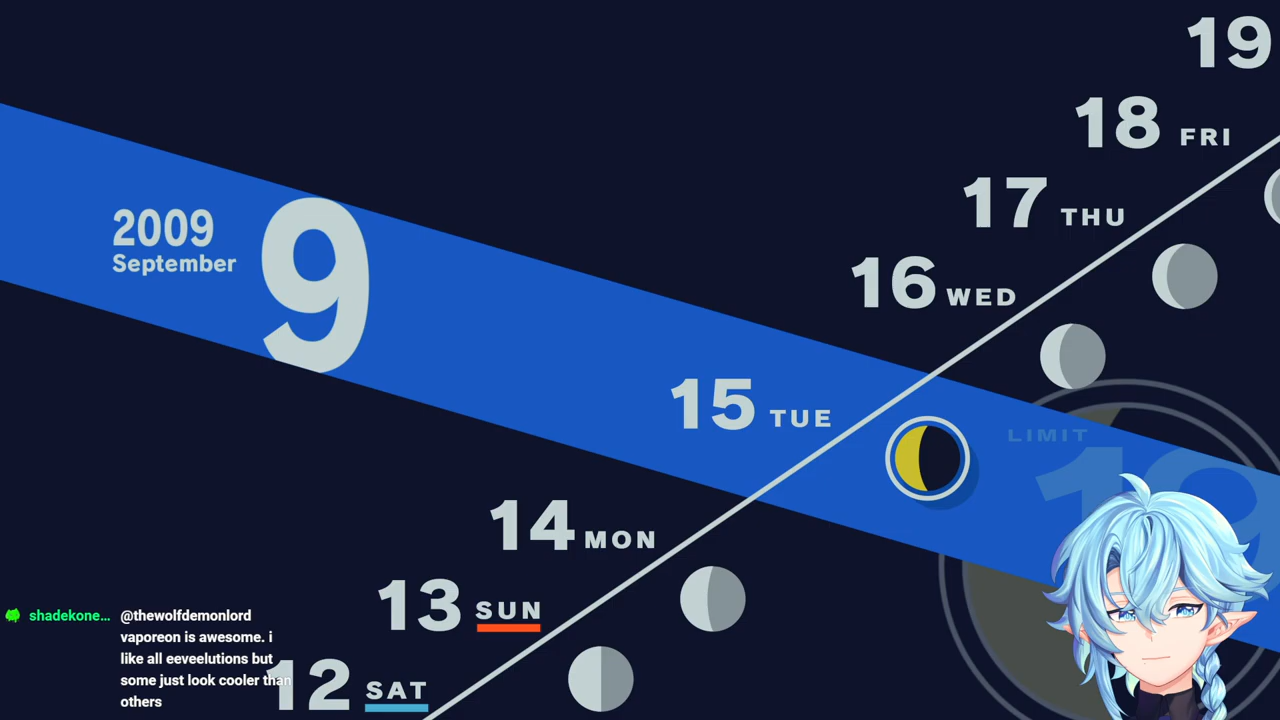 19
18 FRI
17 THU
2009
September
9
16 WED
15 TUE
LIMIT
14 MON
13 SUN
12 SAT
shadekone... @thewolfdemonlord
vaporeon is awesome. i
like all eeveelutions but
some just look cooler than
others